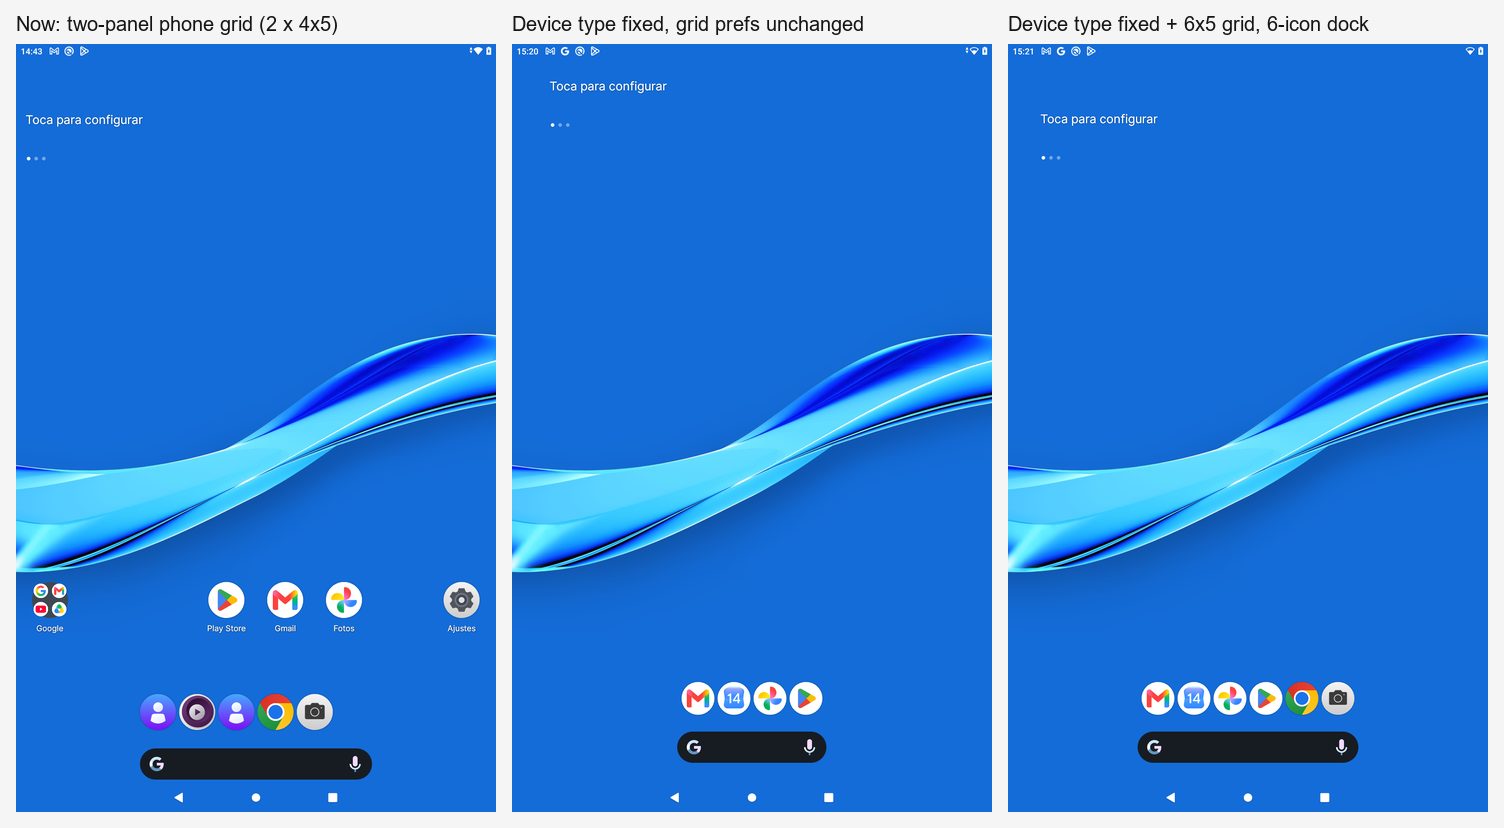 Now: two-panel phone grid (2 x 4x5)
14:43
Toca para configurar
Google
Play Store
Gmail
Fotos
Ajustes
G
Device type fixed, grid prefs unchanged
15:20
G
Toca para configurar
14
G
Device type fixed + 6x5 grid, 6-icon dock
15:21
G
Toca para configurar
14
G